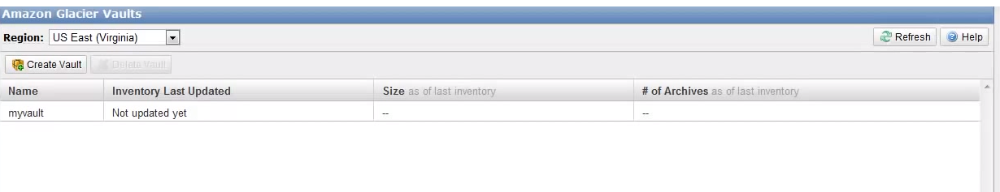 Amazon Glacier Vaults
Region: US East (Virginia) Refresh Help
Create Vault Delete Vault
Name Inventory Last Updated Size as of last inventory # of Archives as of last inventory
myvault Not updated yet -- --